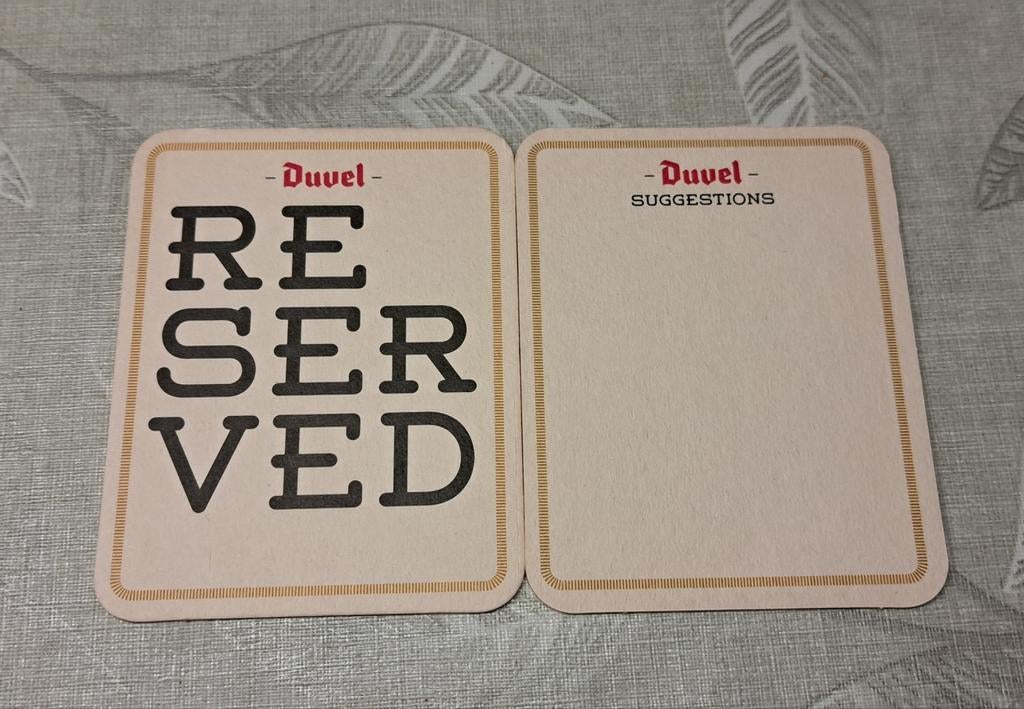 - Duvel -
RE
SER
VED
- Duvel -
SUGGESTIONS